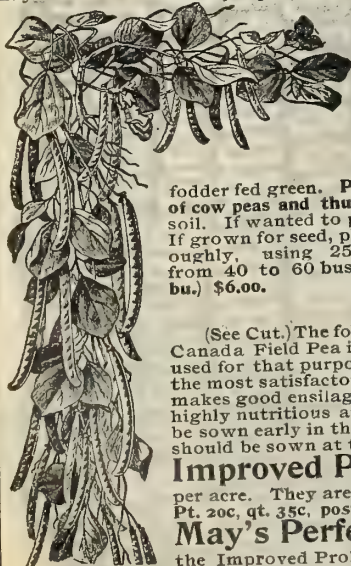 fodder fed green. P
of cow peas and thu
soil. If wanted to p
If grown for seed, p
oughly, using 25
from 40 to 60 bus
bu.) $6.00.
(See Cut.) The fo
Canada Field Pea i
used for that purpo
the most satisfacto
makes good ensilag
highly nutritious a
be sown early in th
should be sown at t
Improved P
per acre. They are
Pt. 20c, qt. 35c, pos
May's Perfe
the Improved Pro